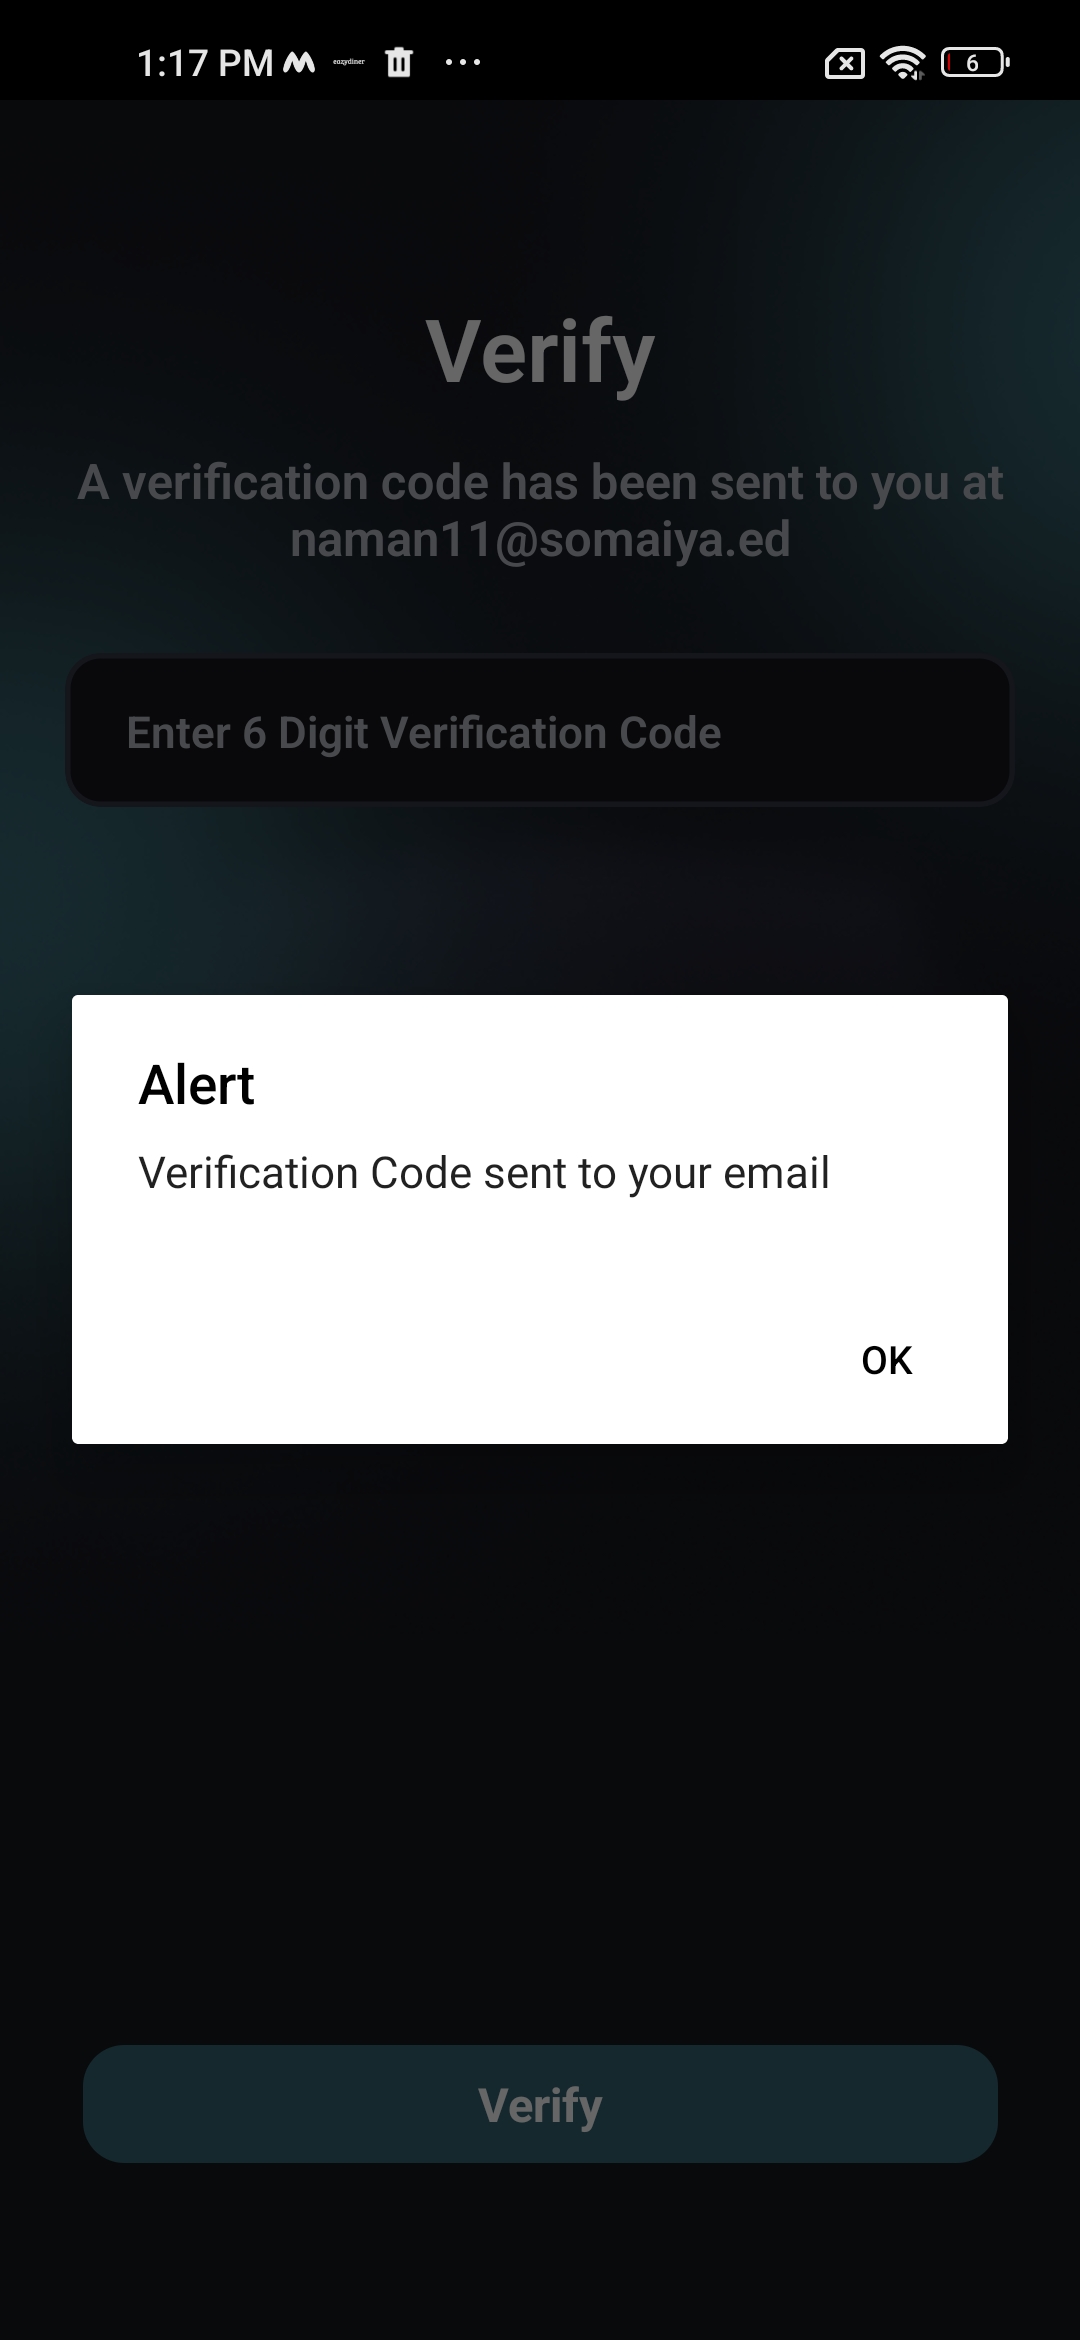 1:17 PM eazydiner 6
Verify
A verification code has been sent to you at
naman11@somaiya.ed
Enter 6 Digit Verification Code
Alert
Verification Code sent to your email
OK
Verify